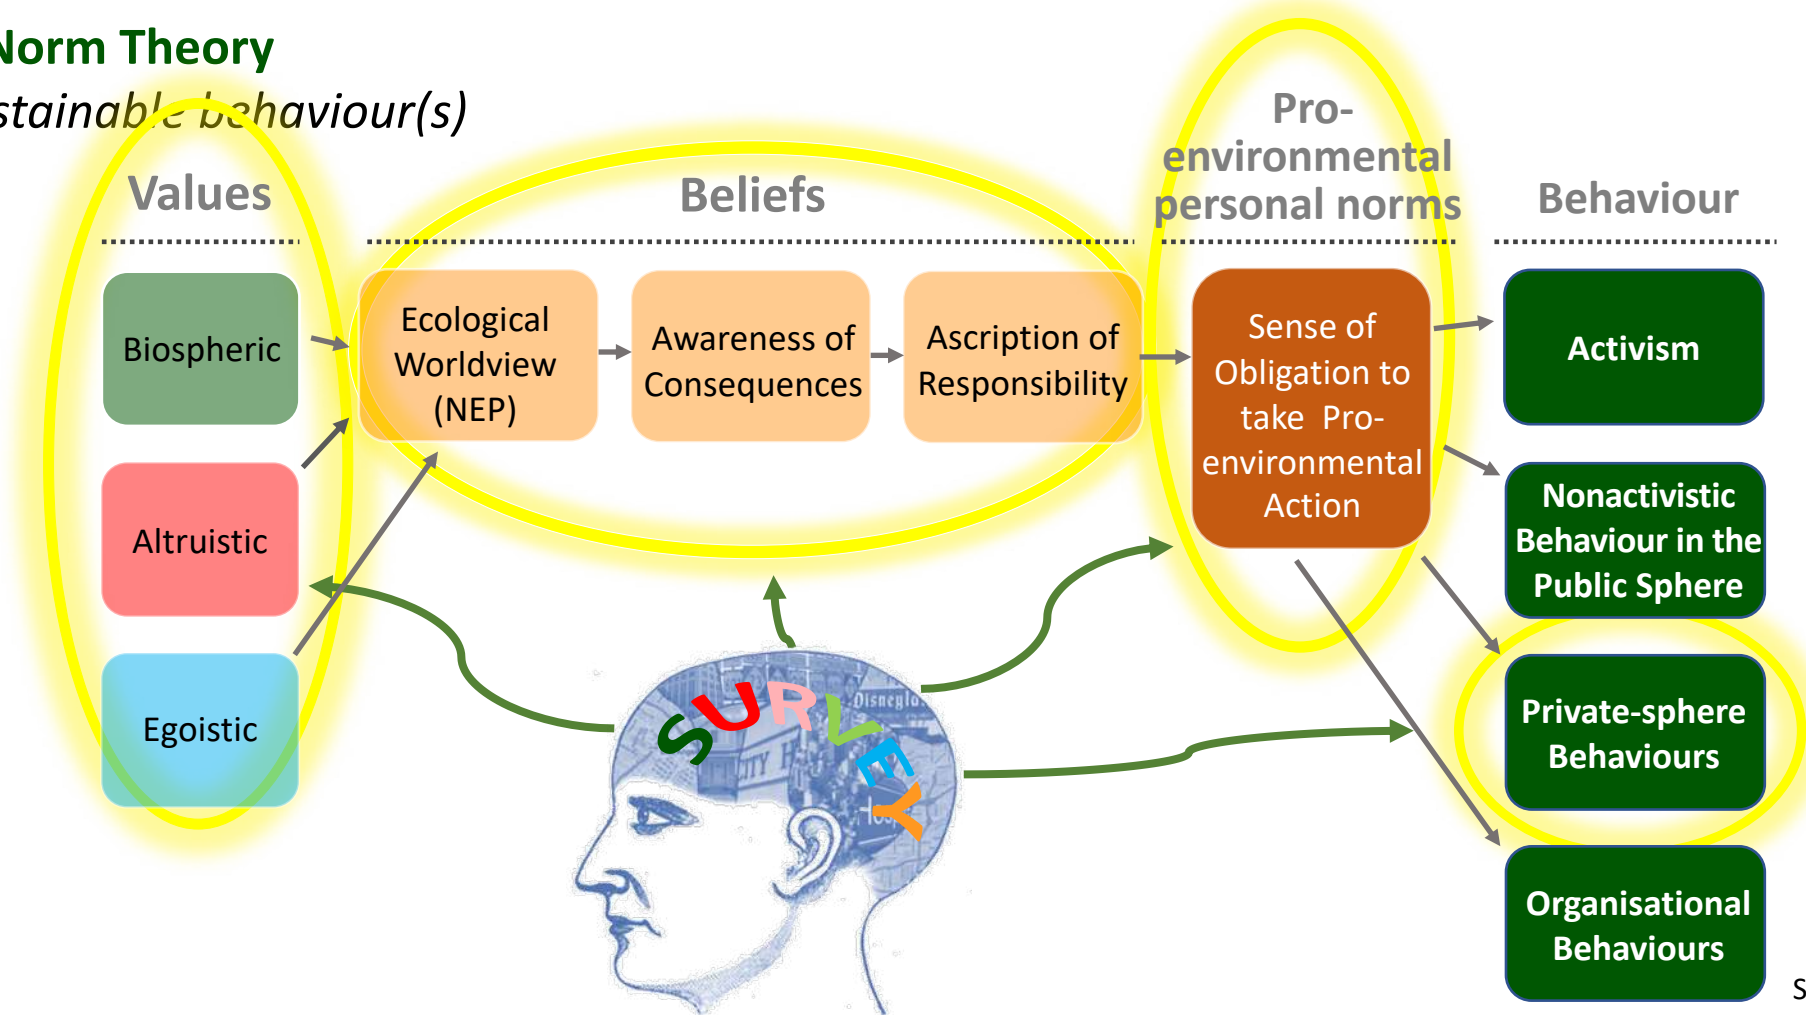 Norm Theory
stainable behaviour(s)
Values
Beliefs
Pro-
environmental
personal norms
Behaviour
Biospheric
Altruistic
Egoistic
Ecological
Worldview
(NEP)
Awareness of
Consequences
Ascription of
Responsibility
Sense of
Obligation to
take Pro-
environmental
Action
Activism
Nonactivistic
Behaviour in the
Public Sphere
Private-sphere
Behaviours
Organisational
Behaviours
SURVEY
Disneyla
CITY
S